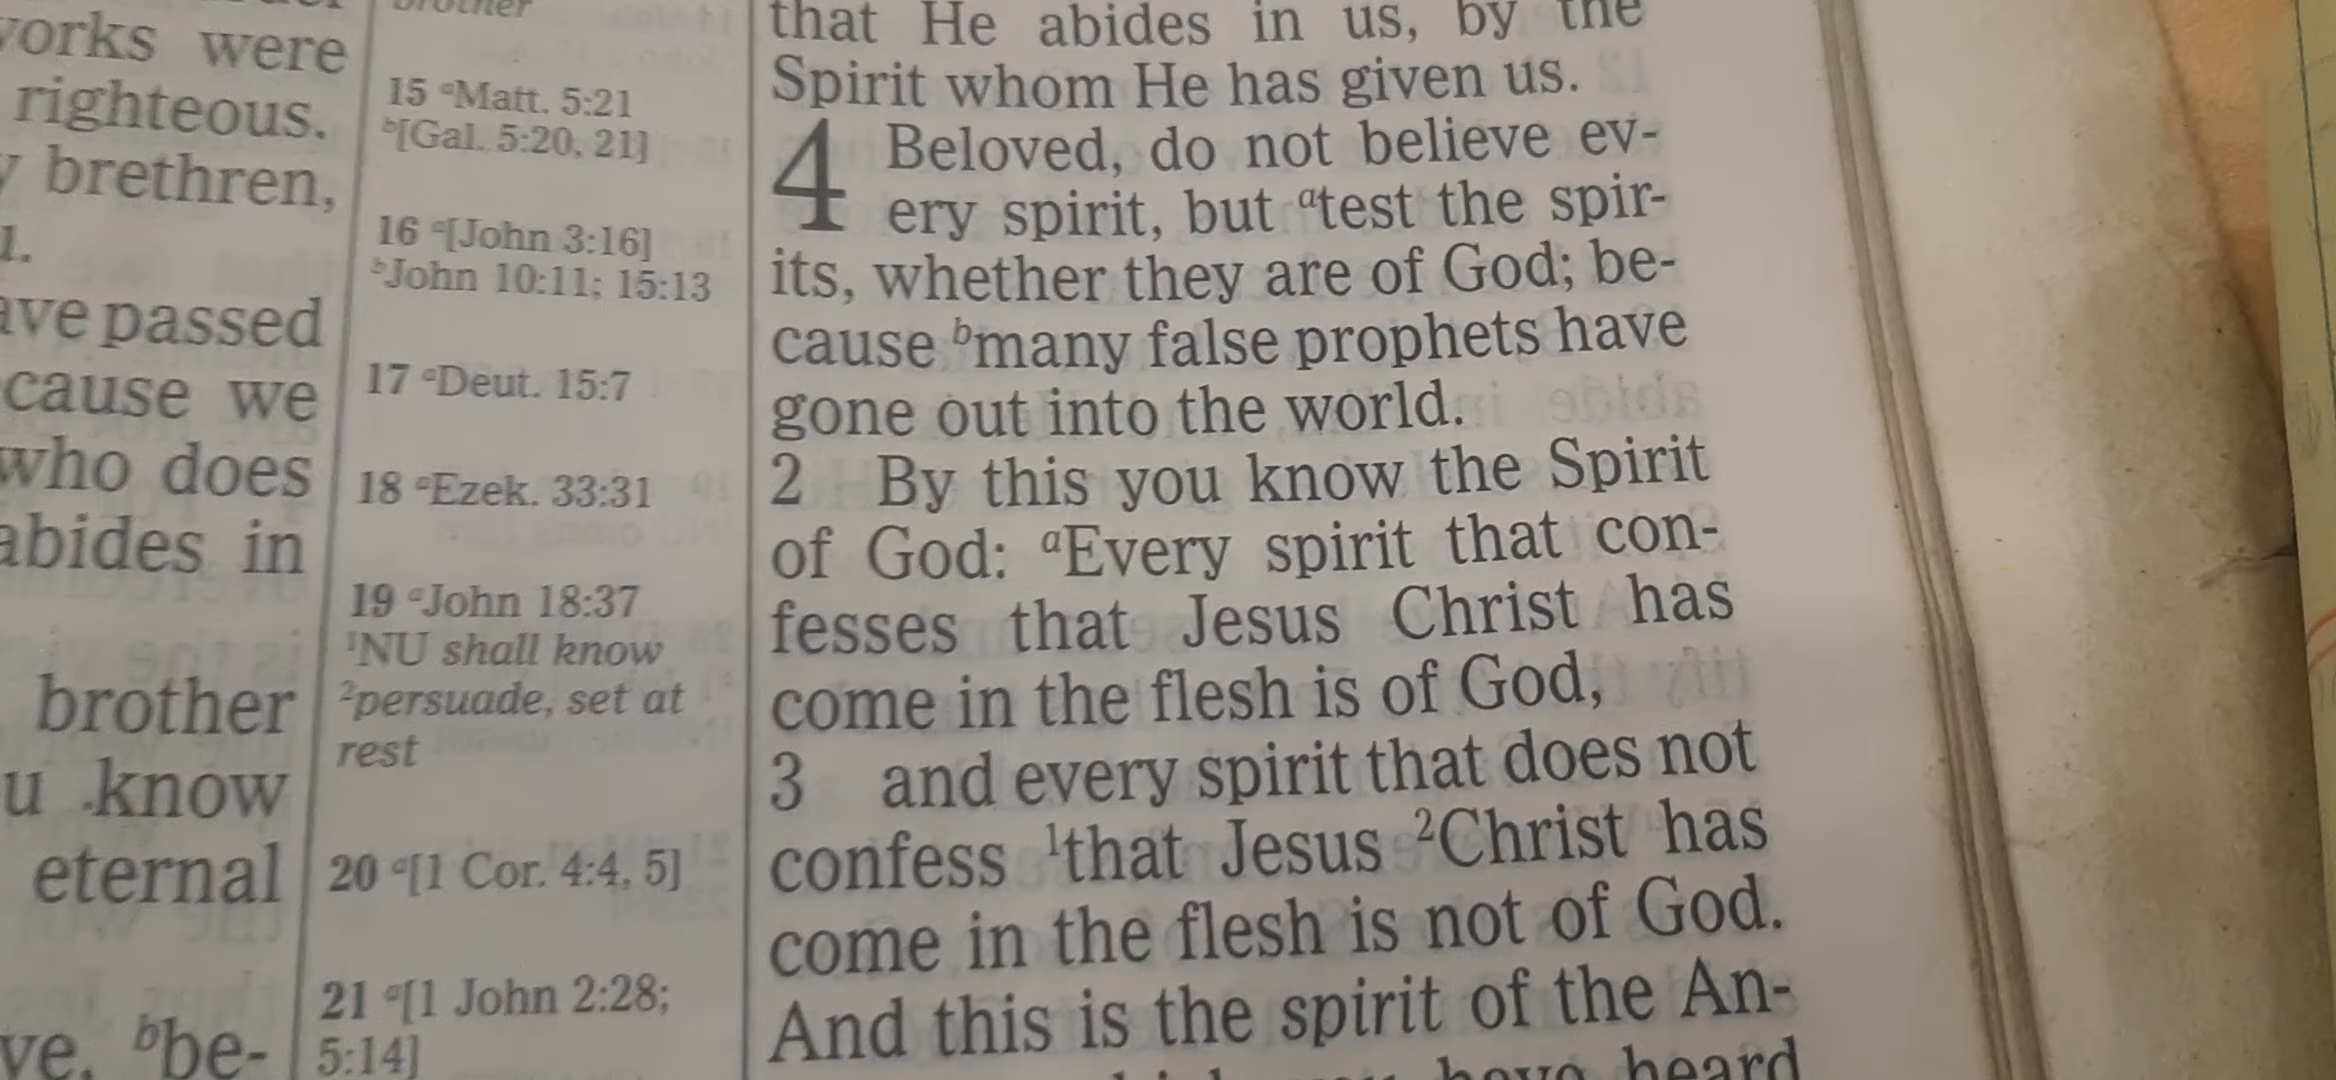 works were
righteous.
brethren,
1.
passed
cause we
who does
abides in
brother
know
eternal
ᵇbe-
brother
15 ᵃMatt. 5:21
ᵇ[Gal. 5:20, 21]
16 ᵃ[John 3:16]
ᵇJohn 10:11; 15:13
17 ᵃDeut. 15:7
18 ᵃEzek. 33:31
19 ᵃJohn 18:37
¹NU shall know
²persuade, set at
rest
20 ᵃ[1 Cor. 4:4, 5]
21 ᵃ[1 John 2:28;
5:14]
that He abides in us, by the
Spirit whom He has given us.
4 Beloved, do not believe ev-
ery spirit, but ᵃtest the spir-
its, whether they are of God; be-
cause ᵇmany false prophets have
gone out into the world.
2 By this you know the Spirit
of God: ᵃEvery spirit that con-
fesses that Jesus Christ has
come in the flesh is of God,
3 and every spirit that does not
confess ¹that Jesus ²Christ has
come in the flesh is not of God.
And this is the spirit of the An-
have heard